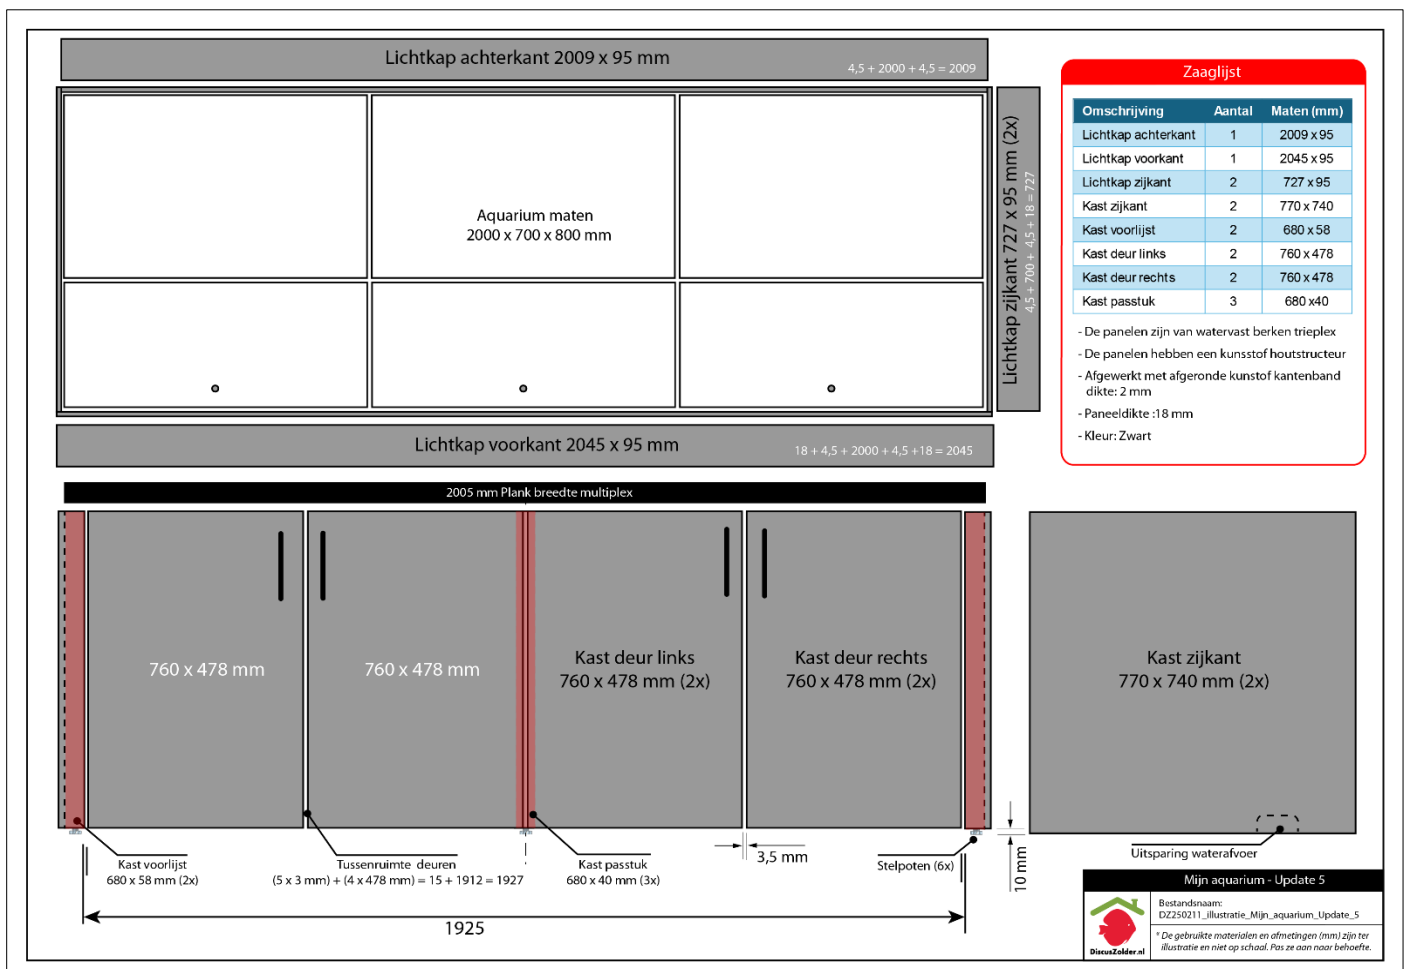 Lichtkap achterkant 2009 x 95 mm
4,5 + 2000 + 4,5 = 2009
Aquarium maten
2000 x 700 x 800 mm
Lichtkap zijkant 727 x 95 mm (2x)
4,5 + 700 + 4,5 + 18 = 727
Lichtkap voorkant 2045 x 95 mm
18 + 4,5 + 2000 + 4,5 +18 = 2045
Zaaglijst
Omschrijving Aantal Maten (mm)
Lichtkap achterkant 1 2009 x 95
Lichtkap voorkant 1 2045 x 95
Lichtkap zijkant 2 727 x 95
Kast zijkant 2 770 x 740
Kast voorlijst 2 680 x 58
Kast deur links 2 760 x 478
Kast deur rechts 2 760 x 478
Kast passtuk 3 680 x40
- De panelen zijn van watervast berken trieplex
- De panelen hebben een kunsstof houtstructeur
- Afgewerkt met afgeronde kunstof kantenband
dikte: 2 mm
- Paneeldikte :18 mm
- Kleur: Zwart
2005 mm Plank breedte multiplex
760 x 478 mm
760 x 478 mm
Kast deur links
760 x 478 mm (2x)
Kast deur rechts
760 x 478 mm (2x)
Kast zijkant
770 x 740 mm (2x)
Kast voorlijst
680 x 58 mm (2x)
Tussenruimte deuren
(5 x 3 mm) + (4 x 478 mm) = 15 + 1912 = 1927
Kast passtuk
680 x 40 mm (3x)
3,5 mm
Stelpoten (6x)
10 mm
Uitsparing waterafvoer
1925
Mijn aquarium - Update 5
Bestandsnaam:
DZ250211_illustratie_Mijn_aquarium_Update_5
* De gebruikte materialen en afmetingen (mm) zijn ter
illustratie en niet op schaal. Pas ze aan naar behoefte.
DiscusZolder.nl